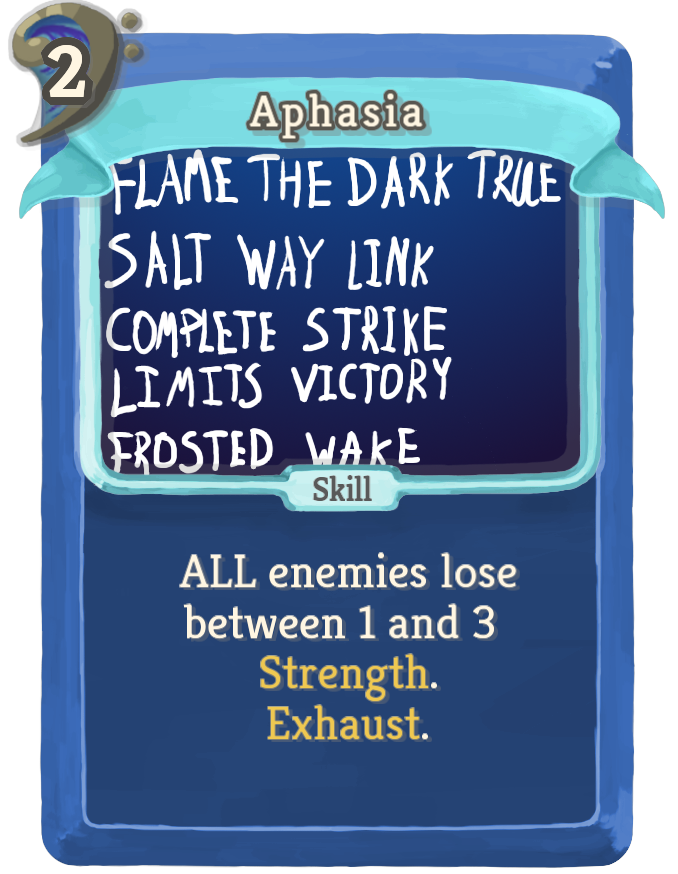 2
Aphasia
FLAME THE DARK TRUE
SALT WAY LINK
COMPLETE STRIKE
LIMITS VICTORY
FROSTED WAKE
Skill
ALL enemies lose
between 1 and 3
Strength.
Exhaust.